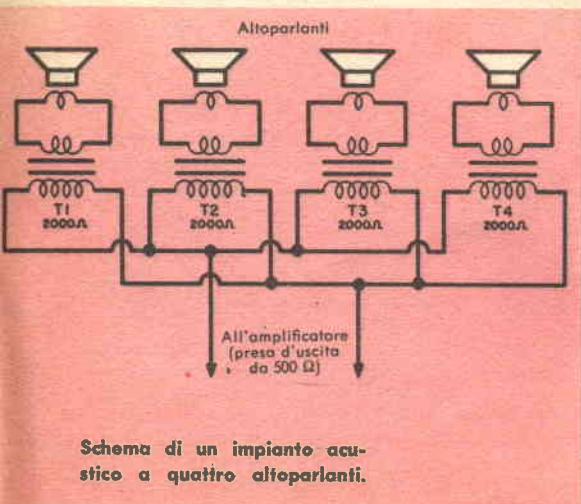 Altoparlanti
T1 T2 T3 T4
2000Ω 2000Ω 2000Ω 2000Ω
All'amplificatore
(presa d'uscita
da 500 Ω)
Schema di un impianto acu-
stico a quattro altoparlanti.